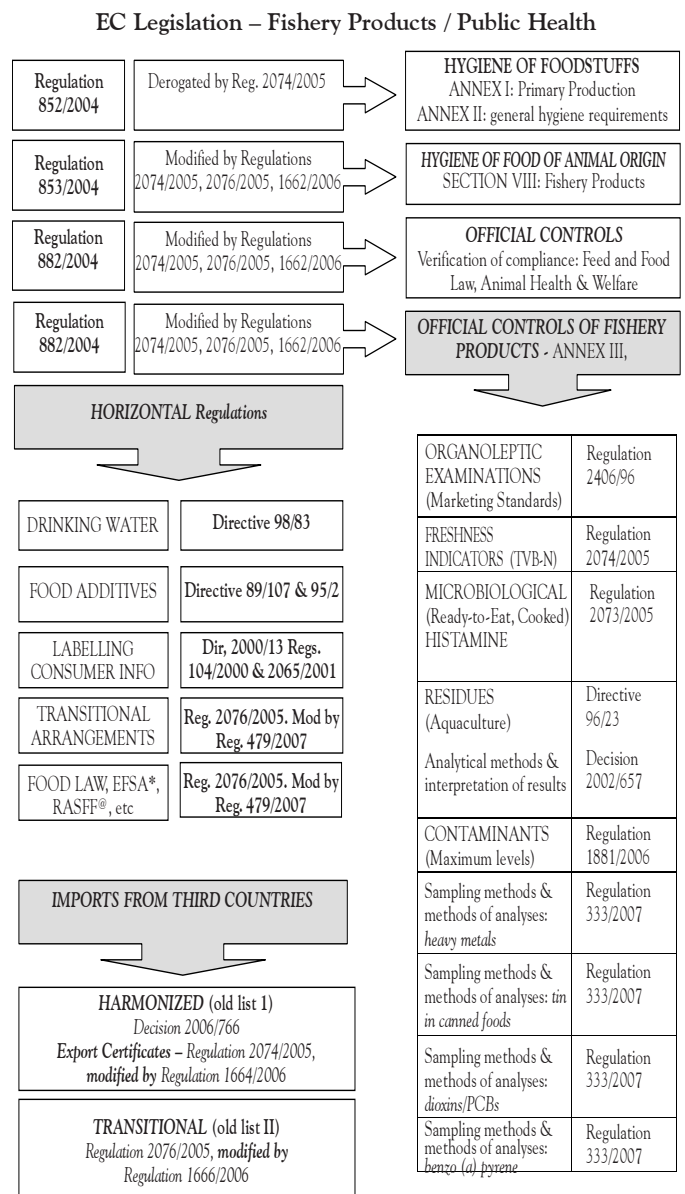 EC Legislation – Fishery Products / Public Health
Regulation
852/2004
Derogated by Reg. 2074/2005
HYGIENE OF FOODSTUFFS
ANNEX I: Primary Production
ANNEX II: general hygiene requirements
Regulation
853/2004
Modified by Regulations
2074/2005, 2076/2005, 1662/2006
HYGIENE OF FOOD OF ANIMAL ORIGIN
SECTION VIII: Fishery Products
Regulation
882/2004
Modified by Regulations
2074/2005, 2076/2005, 1662/2006
OFFICIAL CONTROLS
Verification of compliance: Feed and Food
Law, Animal Health & Welfare
Regulation
882/2004
Modified by Regulations
2074/2005, 2076/2005, 1662/2006
OFFICIAL CONTROLS OF FISHERY
PRODUCTS - ANNEX III,
HORIZONTAL Regulations
DRINKING WATER
Directive 98/83
FOOD ADDITIVES
Directive 89/107 & 95/2
LABELLING
CONSUMER INFO
Dir, 2000/13 Regs.
104/2000 & 2065/2001
TRANSITIONAL
ARRANGEMENTS
Reg. 2076/2005. Mod by
Reg. 479/2007
FOOD LAW, EFSA*,
RASFF@, etc
Reg. 2076/2005. Mod by
Reg. 479/2007
IMPORTS FROM THIRD COUNTRIES
HARMONIZED (old list 1)
Decision 2006/766
Export Certificates – Regulation 2074/2005,
modified by Regulation 1664/2006
TRANSITIONAL (old list II)
Regulation 2076/2005, modified by
Regulation 1666/2006
ORGANOLEPTIC
EXAMINATIONS
(Marketing Standards)
Regulation
2406/96
FRESHNESS
INDICATORS (TVB-N)
Regulation
2074/2005
MICROBIOLOGICAL
(Ready-to-Eat, Cooked)
HISTAMINE
Regulation
2073/2005
RESIDUES
(Aquaculture)
Directive
96/23
Analytical methods &
interpretation of results
Decision
2002/657
CONTAMINANTS
(Maximum levels)
Regulation
1881/2006
Sampling methods &
methods of analyses:
heavy metals
Regulation
333/2007
Sampling methods &
methods of analyses: tin
in canned foods
Regulation
333/2007
Sampling methods &
methods of analyses:
dioxins/PCBs
Regulation
333/2007
Sampling methods &
methods of analyses:
benzo (a) pyrene
Regulation
333/2007